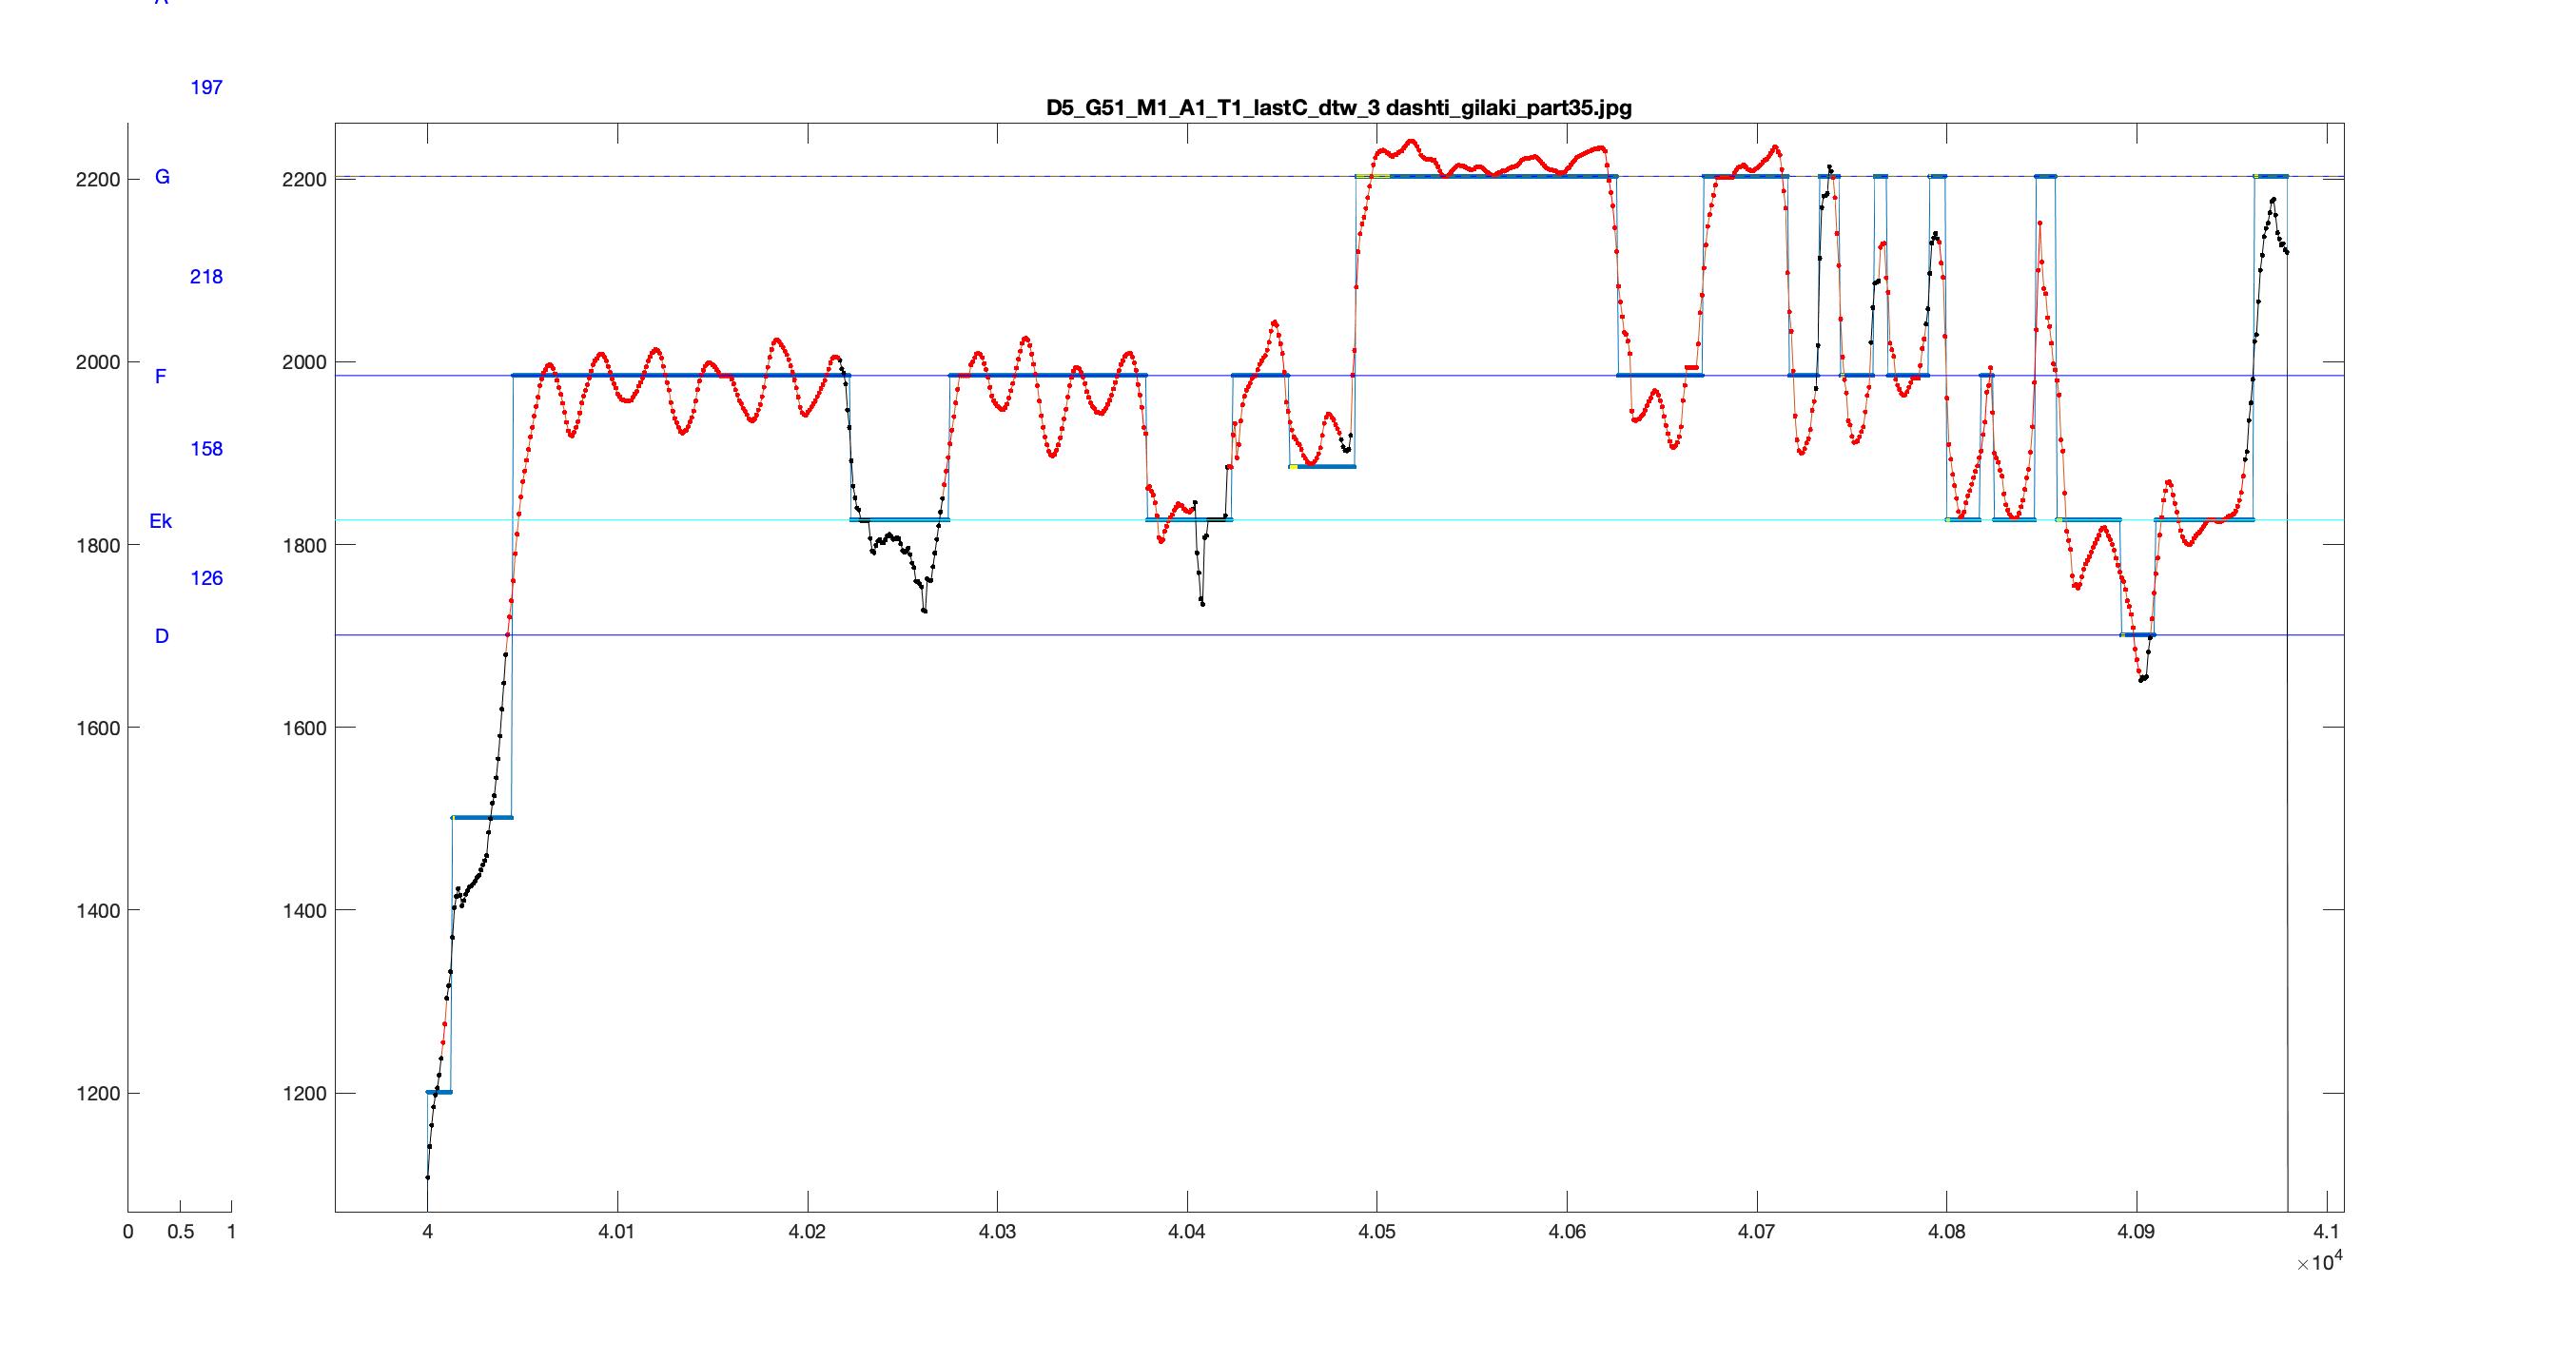 A
197
D5_G51_M1_A1_T1_lastC_dtw_3 dashti_gilaki_part35.jpg
2200 G 2200
218
2000 F 2000
158
1800 Ek 1800
126
D
1600 1600
1400 1400
1200 1200
0 0.5 1 4 4.01 4.02 4.03 4.04 4.05 4.06 4.07 4.08 4.09 4.1
×10^4